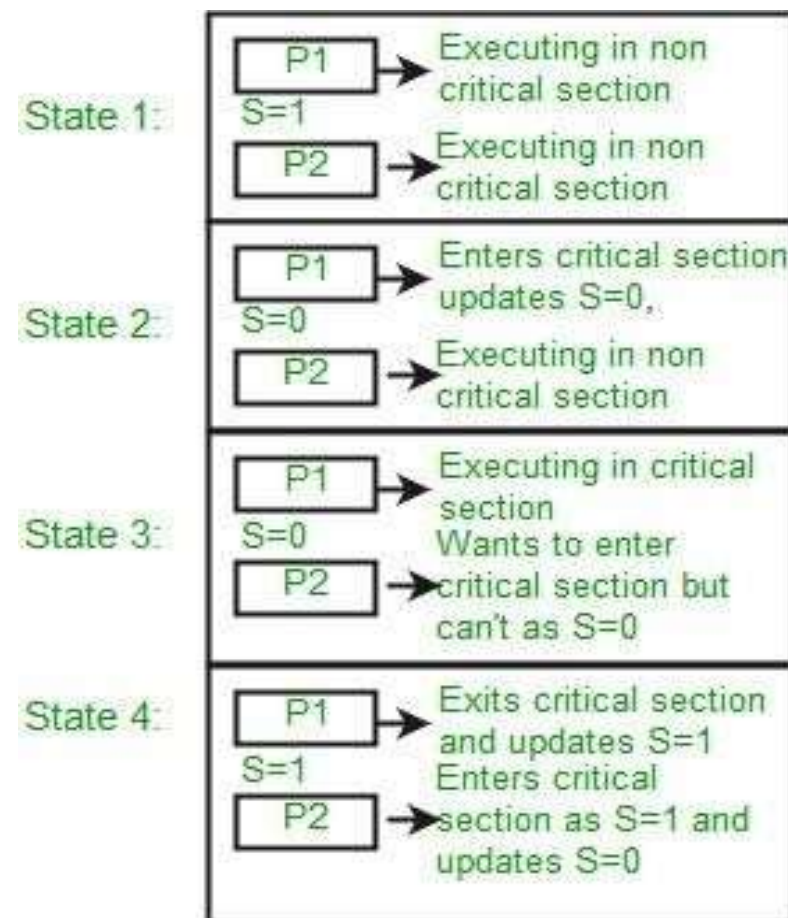 State 1:
P1
Executing in non
critical section
S=1
P2
Executing in non
critical section
State 2:
P1
Enters critical section
updates S=0,
S=0
P2
Executing in non
critical section
State 3:
P1
Executing in critical
section
S=0
P2
Wants to enter
critical section but
can't as S=0
State 4:
P1
Exits critical section
and updates S=1
S=1
P2
Enters critical
section as S=1 and
updates S=0